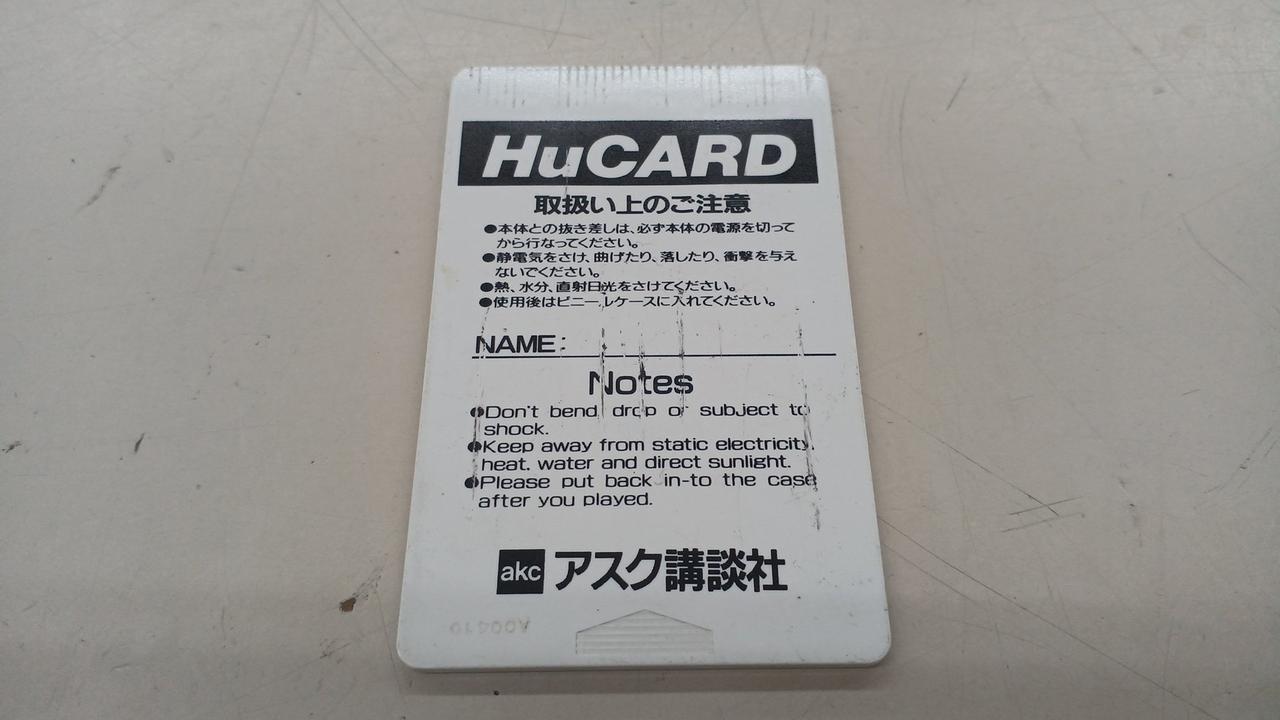 HuCARD
取扱い上のご注意
●本体との抜き差しは、必ず本体の電源を切って
から行なってください。
●静電気をさけ、曲げたり、落したり、衝撃を与え
ないでください。
●熱、水分、直射日光をさけてください。
●使用後はビニールケースに入れてください。
NAME:
Notes
●Don't bend, drop or subject to
shock.
●Keep away from static electricity,
heat, water and direct sunlight.
●Please put back in-to the case
after you played.
akc アスク講談社